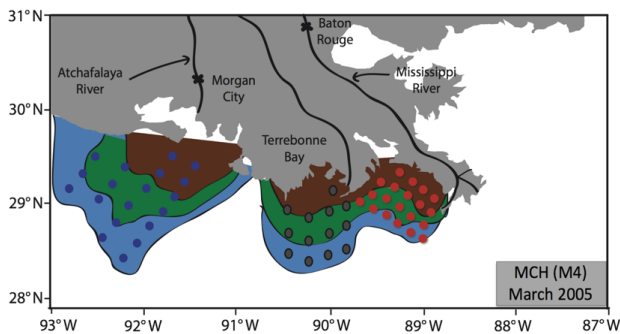 31°N
Baton
Rouge
Atchafalaya
River
Morgan
City
Mississippi
River
30°N
Terrebonne
Bay
29°N
MCH (M4)
March 2005
28°N
93°W 92°W 91°W 90°W 89°W 88°W 87°W